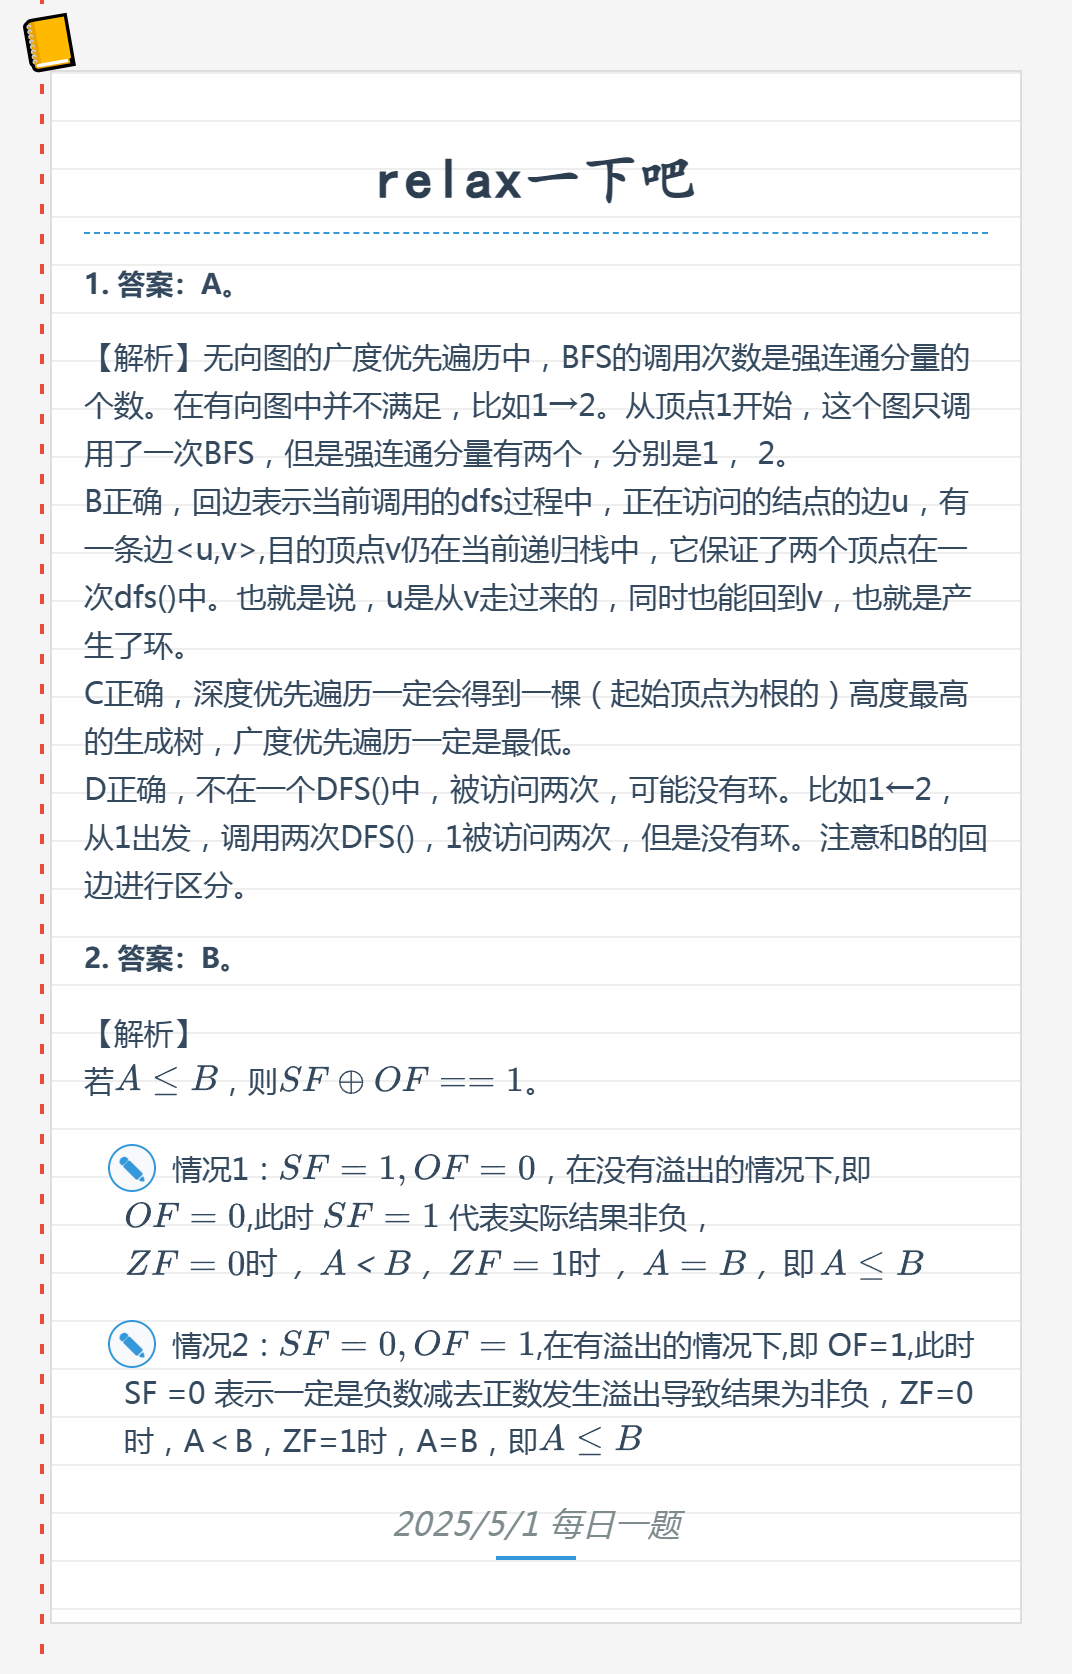 relax一下吧
1. 答案：A。
【解析】无向图的广度优先遍历中，BFS的调用次数是强连通分量的
个数。在有向图中并不满足，比如1→2。从顶点1开始，这个图只调
用了一次BFS，但是强连通分量有两个，分别是1， 2。
B正确，回边表示当前调用的dfs过程中，正在访问的结点的边u，有
一条边<u,v>,目的顶点v仍在当前递归栈中，它保证了两个顶点在一
次dfs()中。也就是说，u是从v走过来的，同时也能回到v，也就是产
生了环。
C正确，深度优先遍历一定会得到一棵（起始顶点为根的）高度最高
的生成树，广度优先遍历一定是最低。
D正确，不在一个DFS()中，被访问两次，可能没有环。比如1←2，
从1出发，调用两次DFS()，1被访问两次，但是没有环。注意和B的回
边进行区分。
2. 答案：B。
【解析】
若A ≤ B，则SF ⊕ OF == 1。
情况1：SF = 1, OF = 0，在没有溢出的情况下,即
OF = 0,此时 SF = 1 代表实际结果非负，
ZF = 0时 ，A < B，ZF = 1时 ，A = B，即 A ≤ B
情况2：SF = 0, OF = 1,在有溢出的情况下,即 OF=1,此时
SF =0 表示一定是负数减去正数发生溢出导致结果为非负，ZF=0
时，A < B，ZF=1时，A=B，即A ≤ B
2025/5/1 每日一题